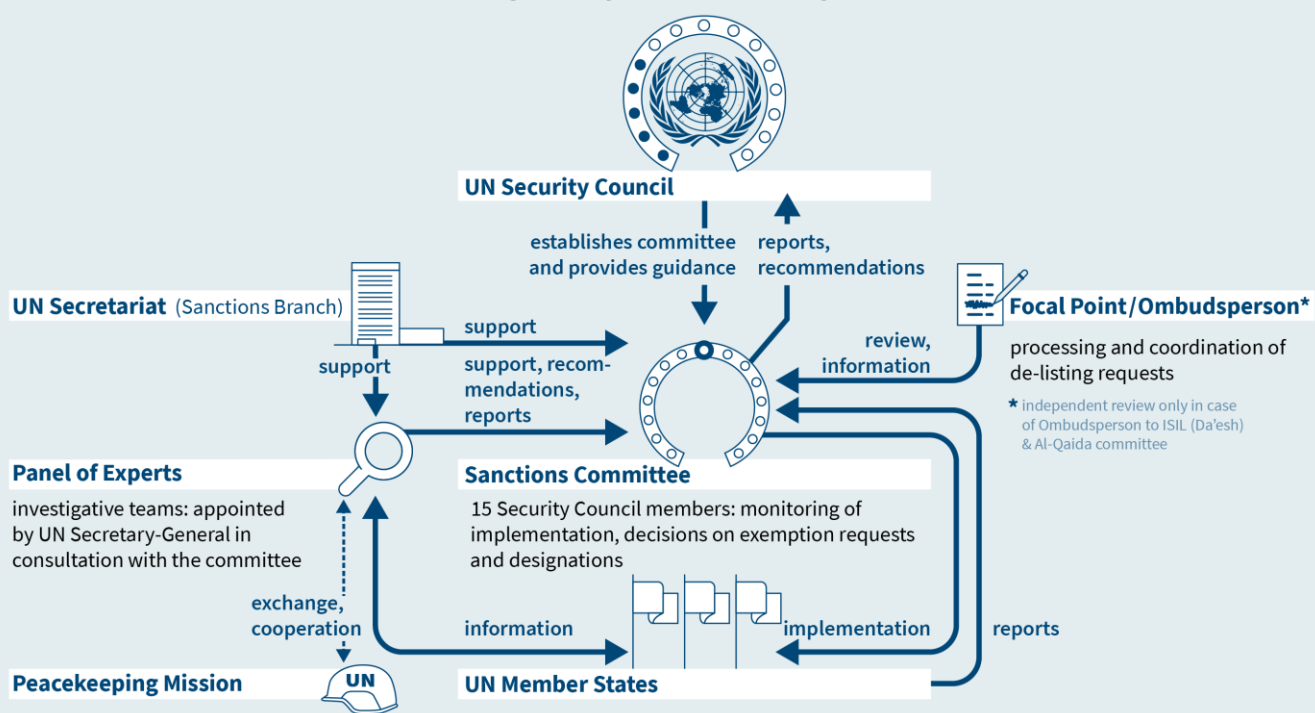 UN Security Council
establishes committee
and provides guidance
reports,
recommendations
UN Secretariat (Sanctions Branch)
support
support
support, recom-
mendations,
reports
review,
information
Focal Point/Ombudsperson*
processing and coordination of
de-listing requests
* independent review only in case
of Ombudsperson to ISIL (Da'esh)
& Al-Qaida committee
Panel of Experts
investigative teams: appointed
by UN Secretary-General in
consultation with the committee
Sanctions Committee
15 Security Council members: monitoring of
implementation, decisions on exemption requests
and designations
exchange,
cooperation
information
implementation
reports
Peacekeeping Mission
UN
UN Member States